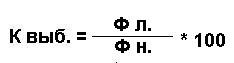 Ф л.
К выб. = * 100
Ф н.